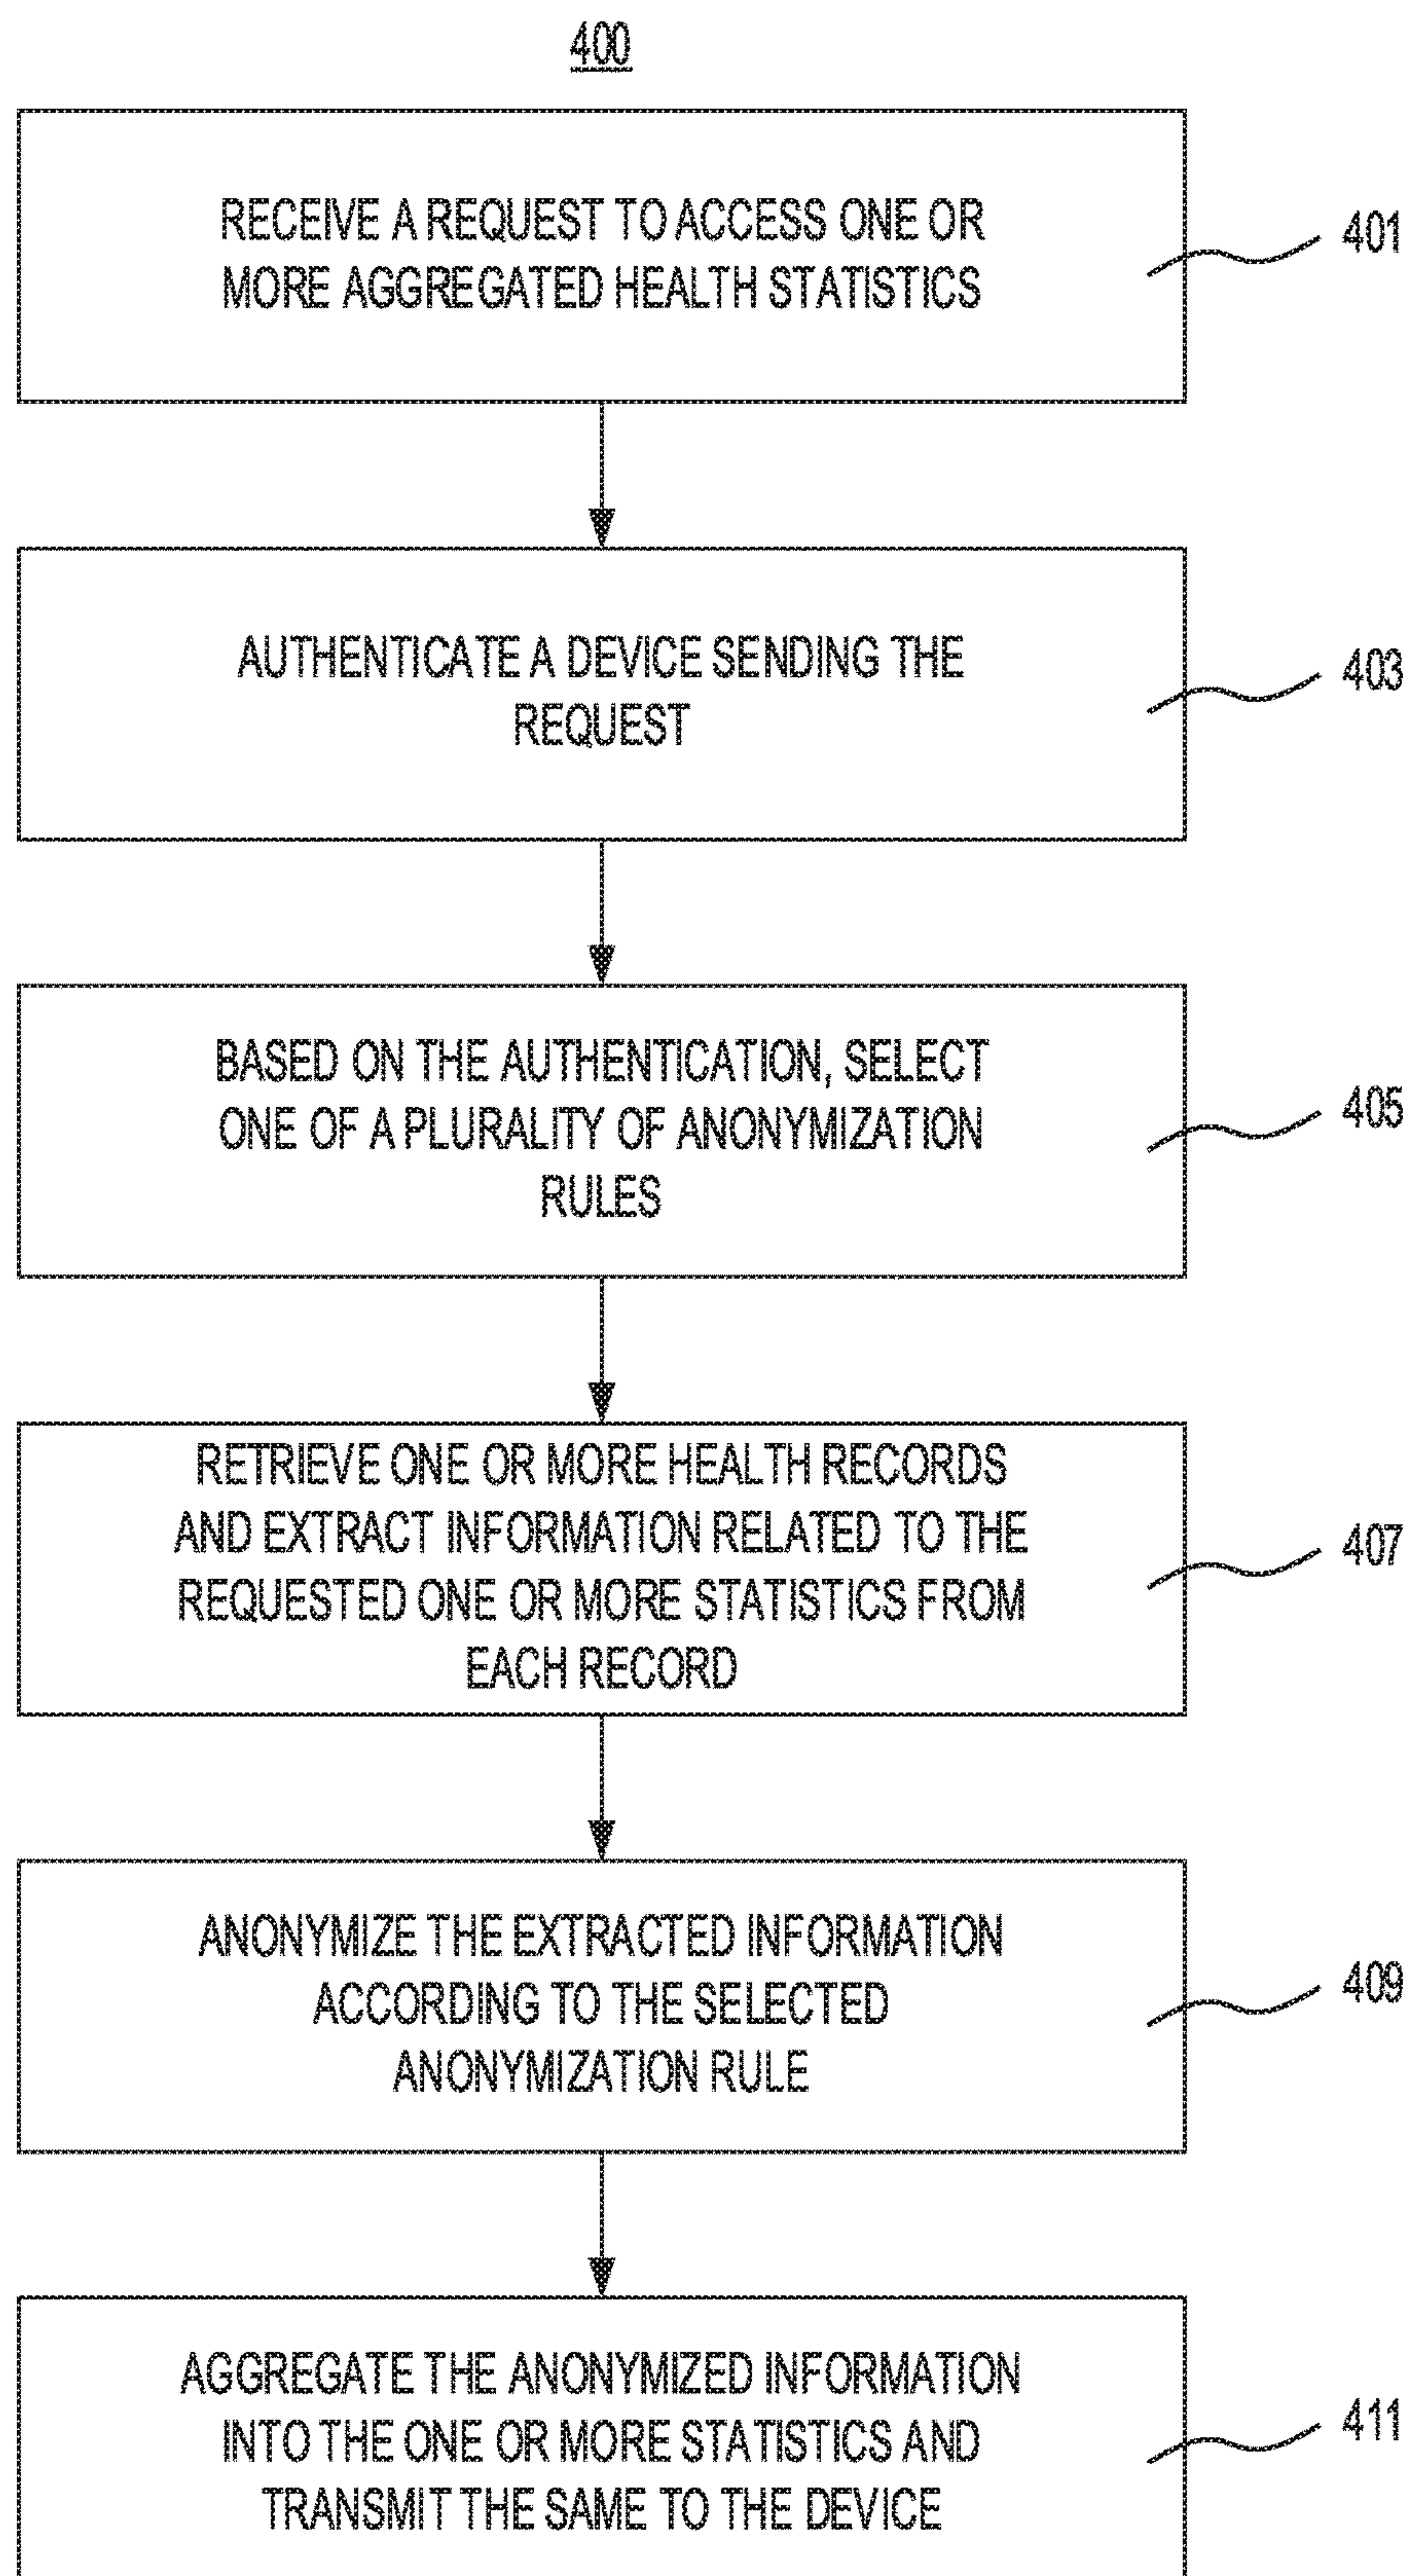 400
RECEIVE A REQUEST TO ACCESS ONE OR
MORE AGGREGATED HEALTH STATISTICS
401
AUTHENTICATE A DEVICE SENDING THE
REQUEST
403
BASED ON THE AUTHENTICATION, SELECT
ONE OF A PLURALITY OF ANONYMIZATION
RULES
405
RETRIEVE ONE OR MORE HEALTH RECORDS
AND EXTRACT INFORMATION RELATED TO THE
REQUESTED ONE OR MORE STATISTICS FROM
EACH RECORD
407
ANONYMIZE THE EXTRACTED INFORMATION
ACCORDING TO THE SELECTED
ANONYMIZATION RULE
409
AGGREGATE THE ANONYMIZED INFORMATION
INTO THE ONE OR MORE STATISTICS AND
TRANSMIT THE SAME TO THE DEVICE
411